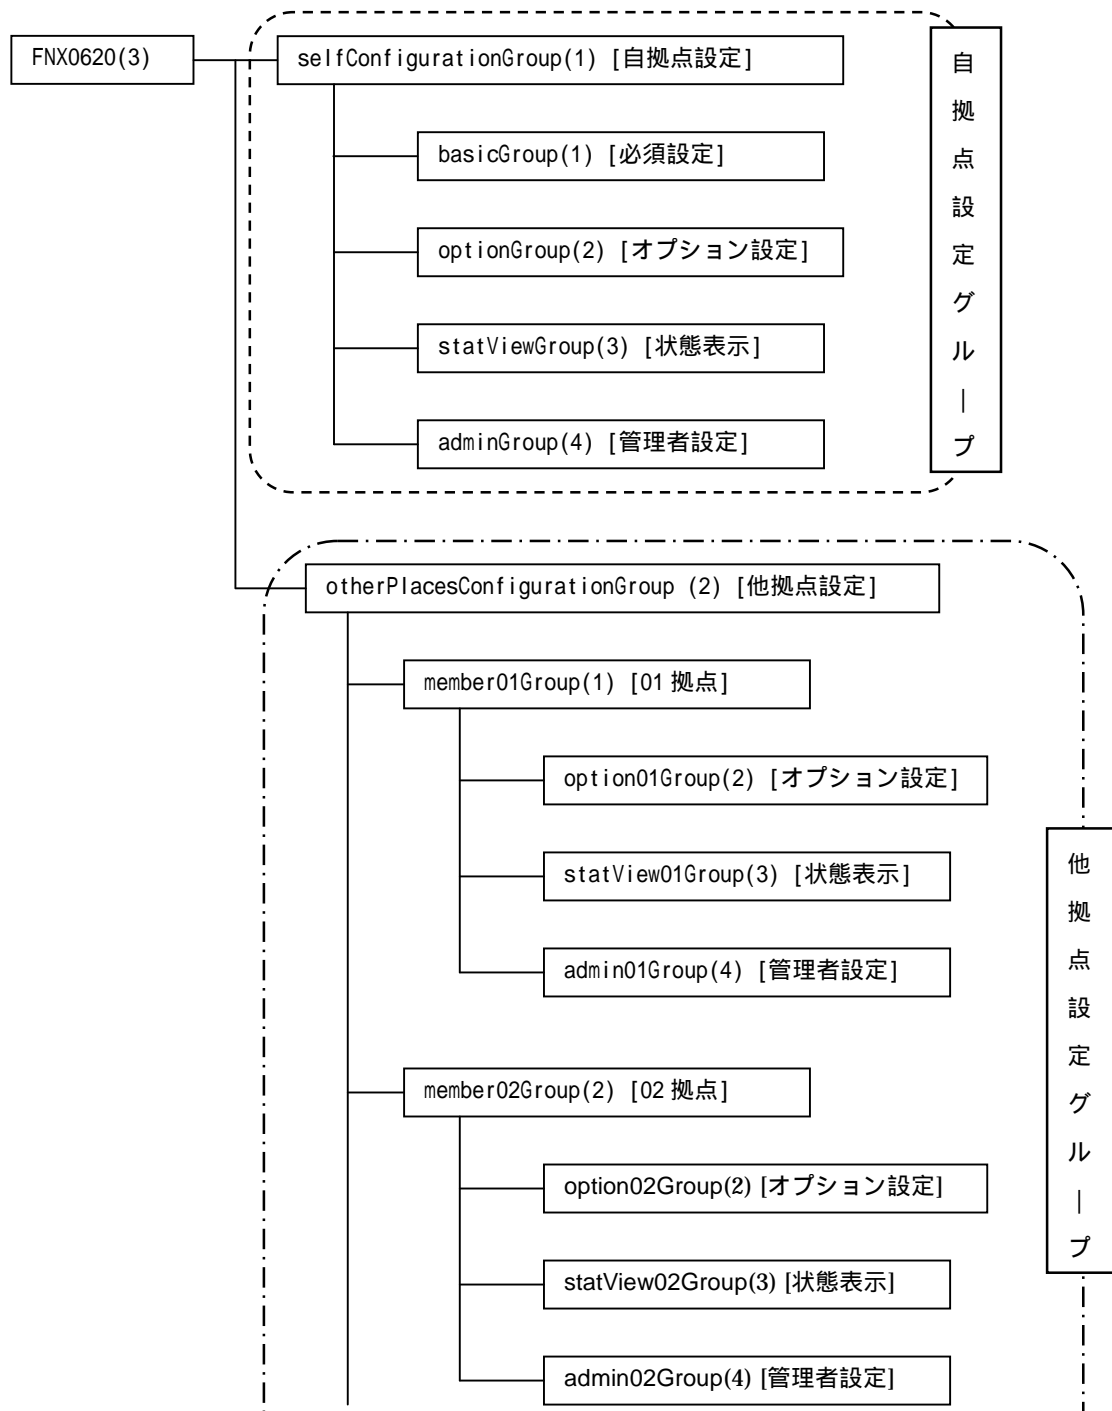 FNX0620(3)
selfConfigurationGroup(1) [自拠点設定]
basicGroup(1) [必須設定]
optionGroup(2) [オプション設定]
statViewGroup(3) [状態表示]
adminGroup(4) [管理者設定]
自拠点設定グループ
otherPlacesConfigurationGroup (2) [他拠点設定]
member01Group(1) [01 拠点]
option01Group(2) [オプション設定]
statView01Group(3) [状態表示]
admin01Group(4) [管理者設定]
member02Group(2) [02 拠点]
option02Group(2) [オプション設定]
statView02Group(3) [状態表示]
admin02Group(4) [管理者設定]
他拠点設定グループ